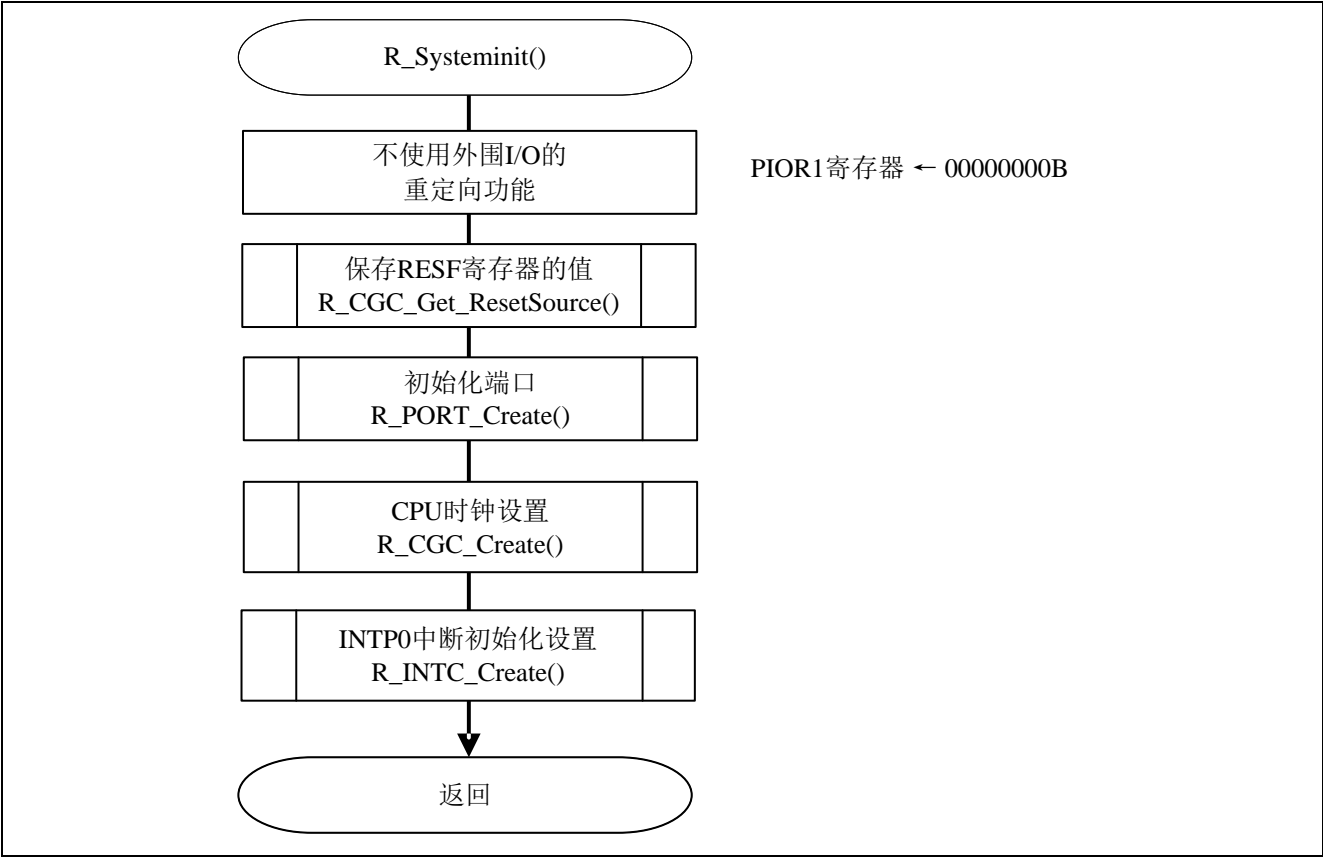 R_Systeminit()
不使用外围I/O的
重定向功能
PIOR1寄存器 ← 00000000B
保存RESF寄存器的值
R_CGC_Get_ResetSource()
初始化端口
R_PORT_Create()
CPU时钟设置
R_CGC_Create()
INTP0中断初始化设置
R_INTC_Create()
返回